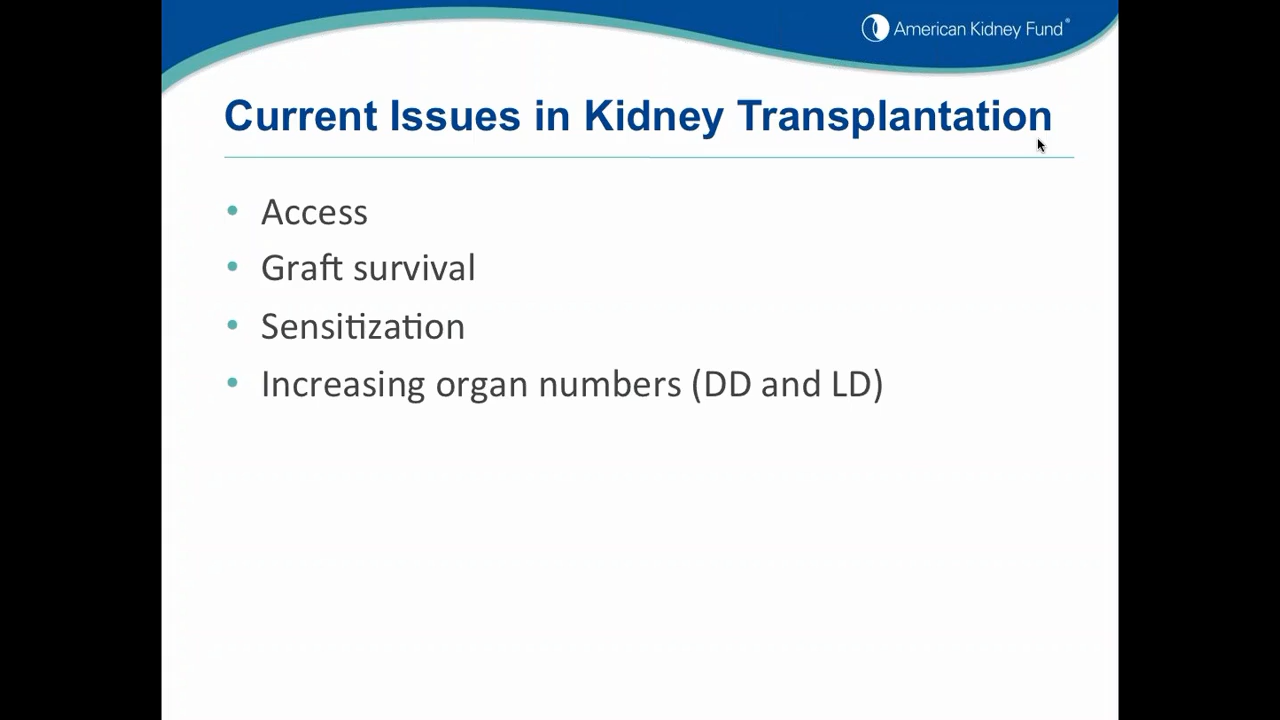 American Kidney Fund®
Current Issues in Kidney Transplantation
• Access
• Graft survival
• Sensitization
• Increasing organ numbers (DD and LD)